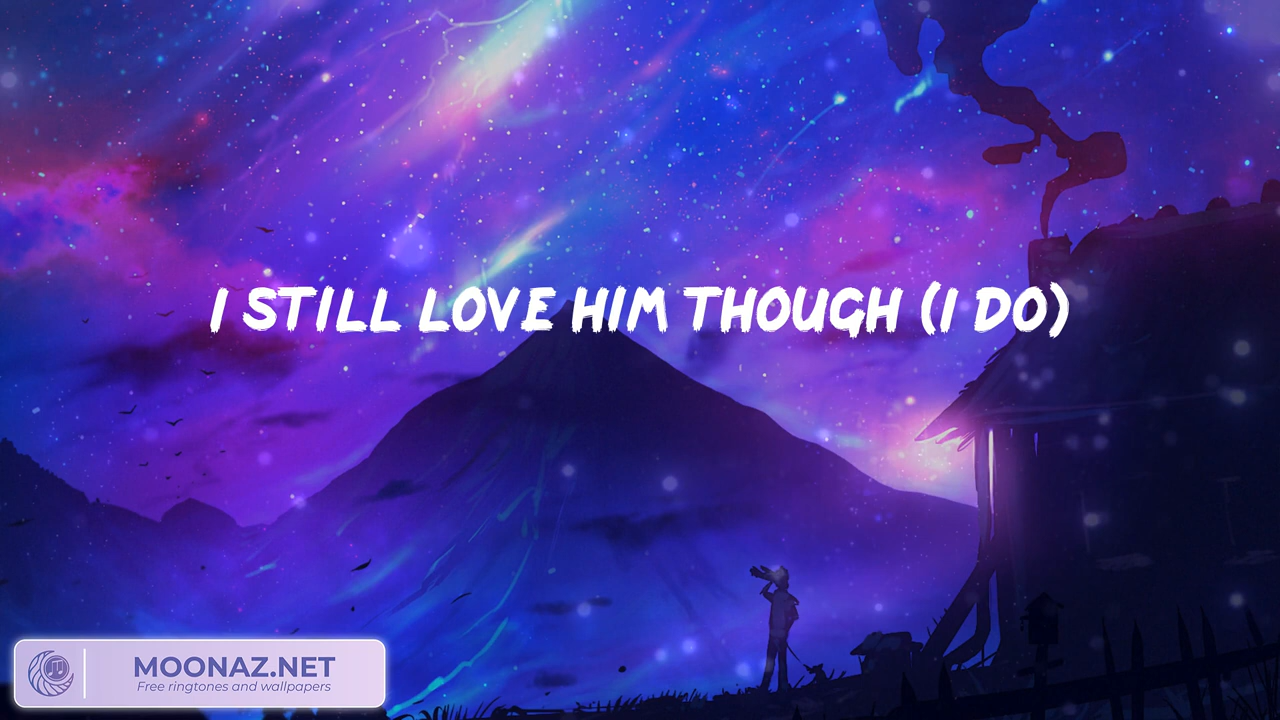 I STILL LOVE HIM THOUGH (I DO)
MOONAZ.NET
Free ringtones and wallpapers